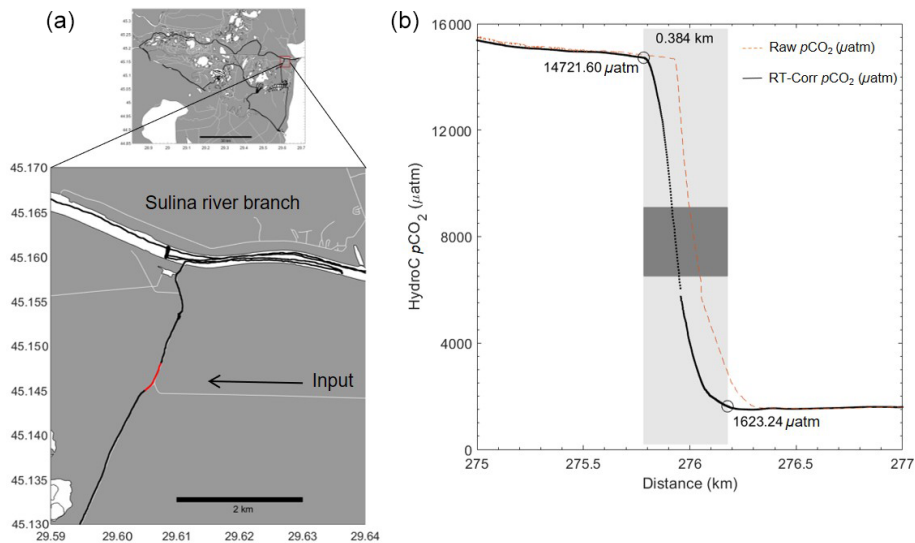 (a)
45.170
45.165
45.160
45.155
45.150
45.145
45.140
45.135
45.130
29.59
29.60
29.61
29.62
29.63
29.64
Sulina river branch
Input
2 km
(b)
HydroC pCO2 (µatm)
16000
12000
8000
4000
0
275
275.5
276
276.5
277
Distance (km)
0.384 km
14721.60 µatm
1623.24 µatm
Raw pCO2 (µatm)
RT-Corr pCO2 (µatm)